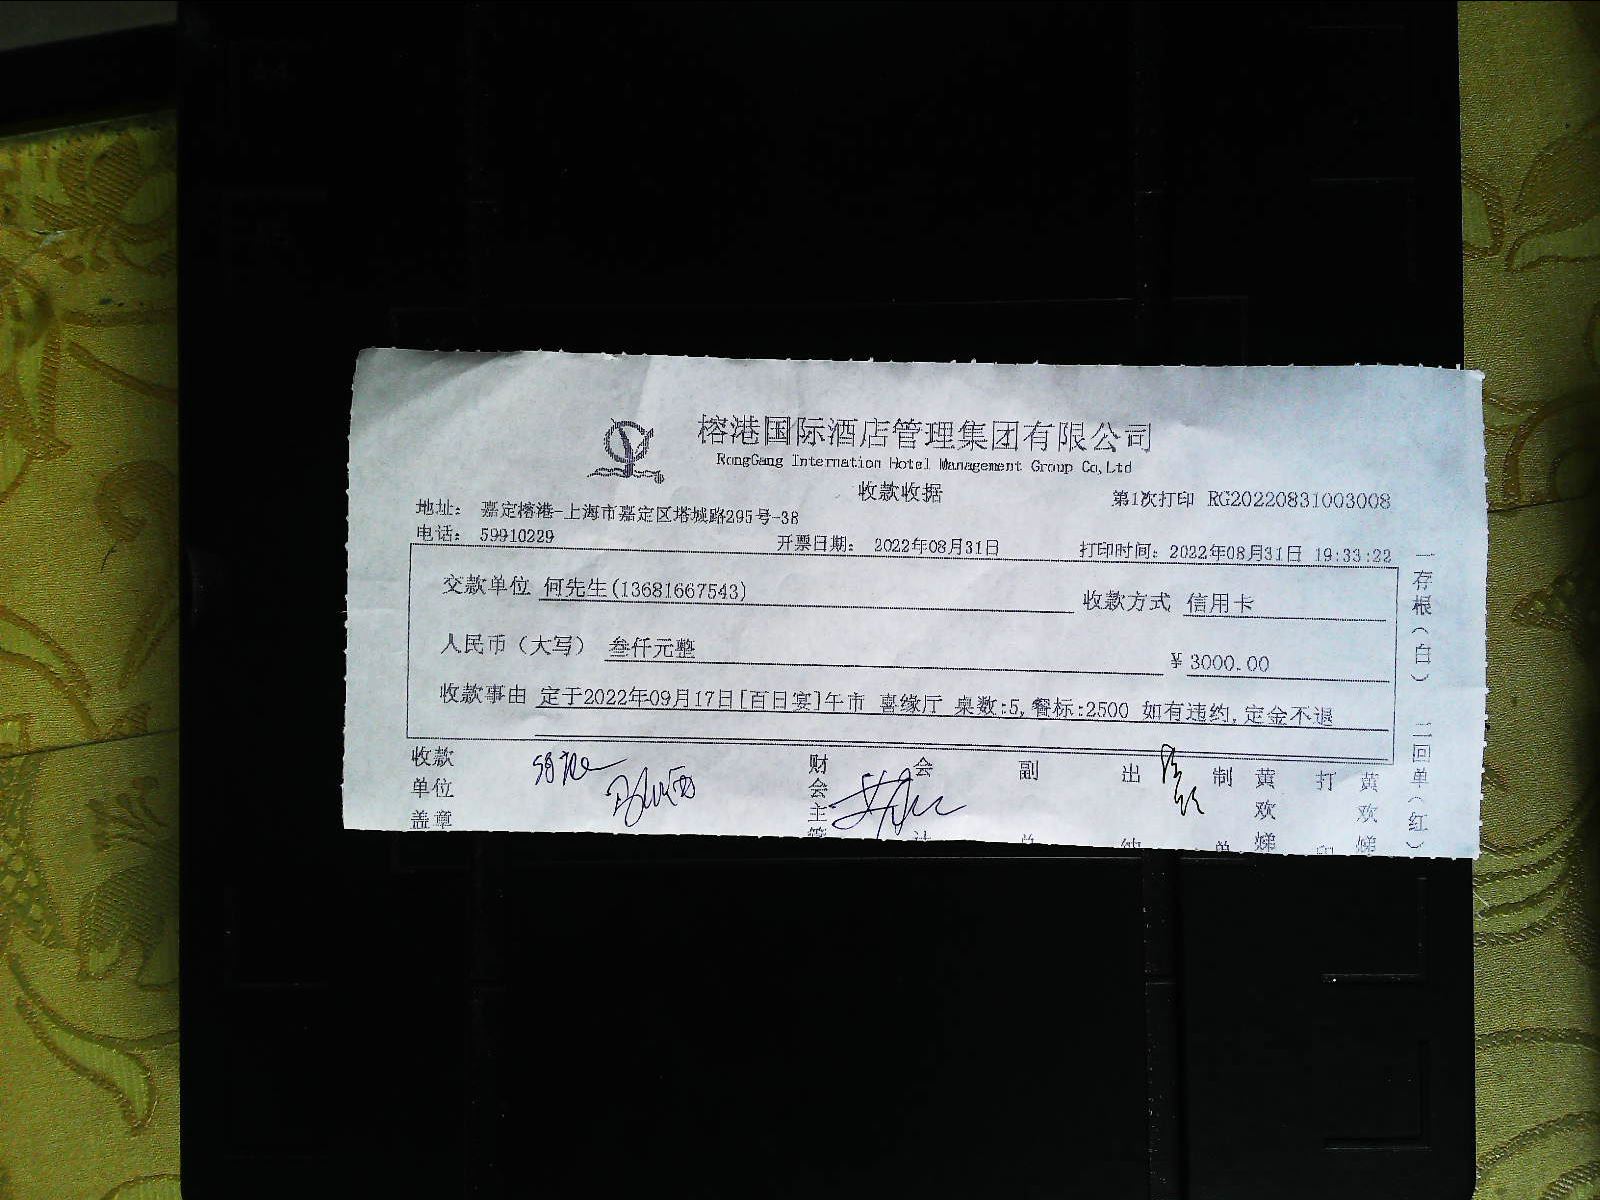 榕港国际酒店管理集团有限公司
RongGang Internation Hotel Management Group Co,Ltd
收款收据
第1次打印 RG20220831003008
地址： 嘉定榕港-上海市嘉定区塔城路295号-3B
电话： 59910229 开票日期： 2022年08月31日 打印时间：2022年08月31日 19:33:22
交款单位 何先生(13681667543) 收款方式 信用卡
人民币（大写） 叁仟元整 ¥ 3000.00
收款事由 定于2022年09月17日[百日宴]午市 喜缘厅 桌数:5,餐标:2500 如有违约,定金不退
收款单位盖章 财会主管 会计 副总 出纳 制单 黄欢娣 打印 黄欢娣
一存根（白） 二回单（红）